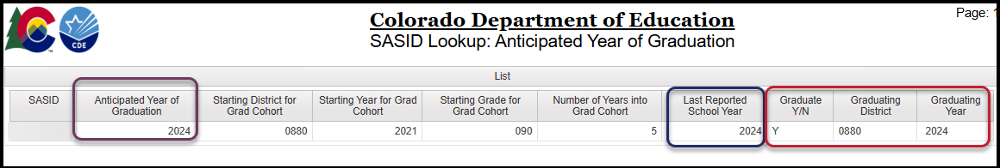 Colorado Department of Education
Page: 1
SASID Lookup: Anticipated Year of Graduation
CDE
TM
List
SASID
Anticipated Year of
Graduation
Starting District for
Grad Cohort
Starting Year for Grad
Cohort
Starting Grade for
Grad Cohort
Number of Years into
Grad Cohort
Last Reported
School Year
Graduate
Y/N
Graduating
District
Graduating
Year
2024 0880 2021 090 5 2024 Y 0880 2024